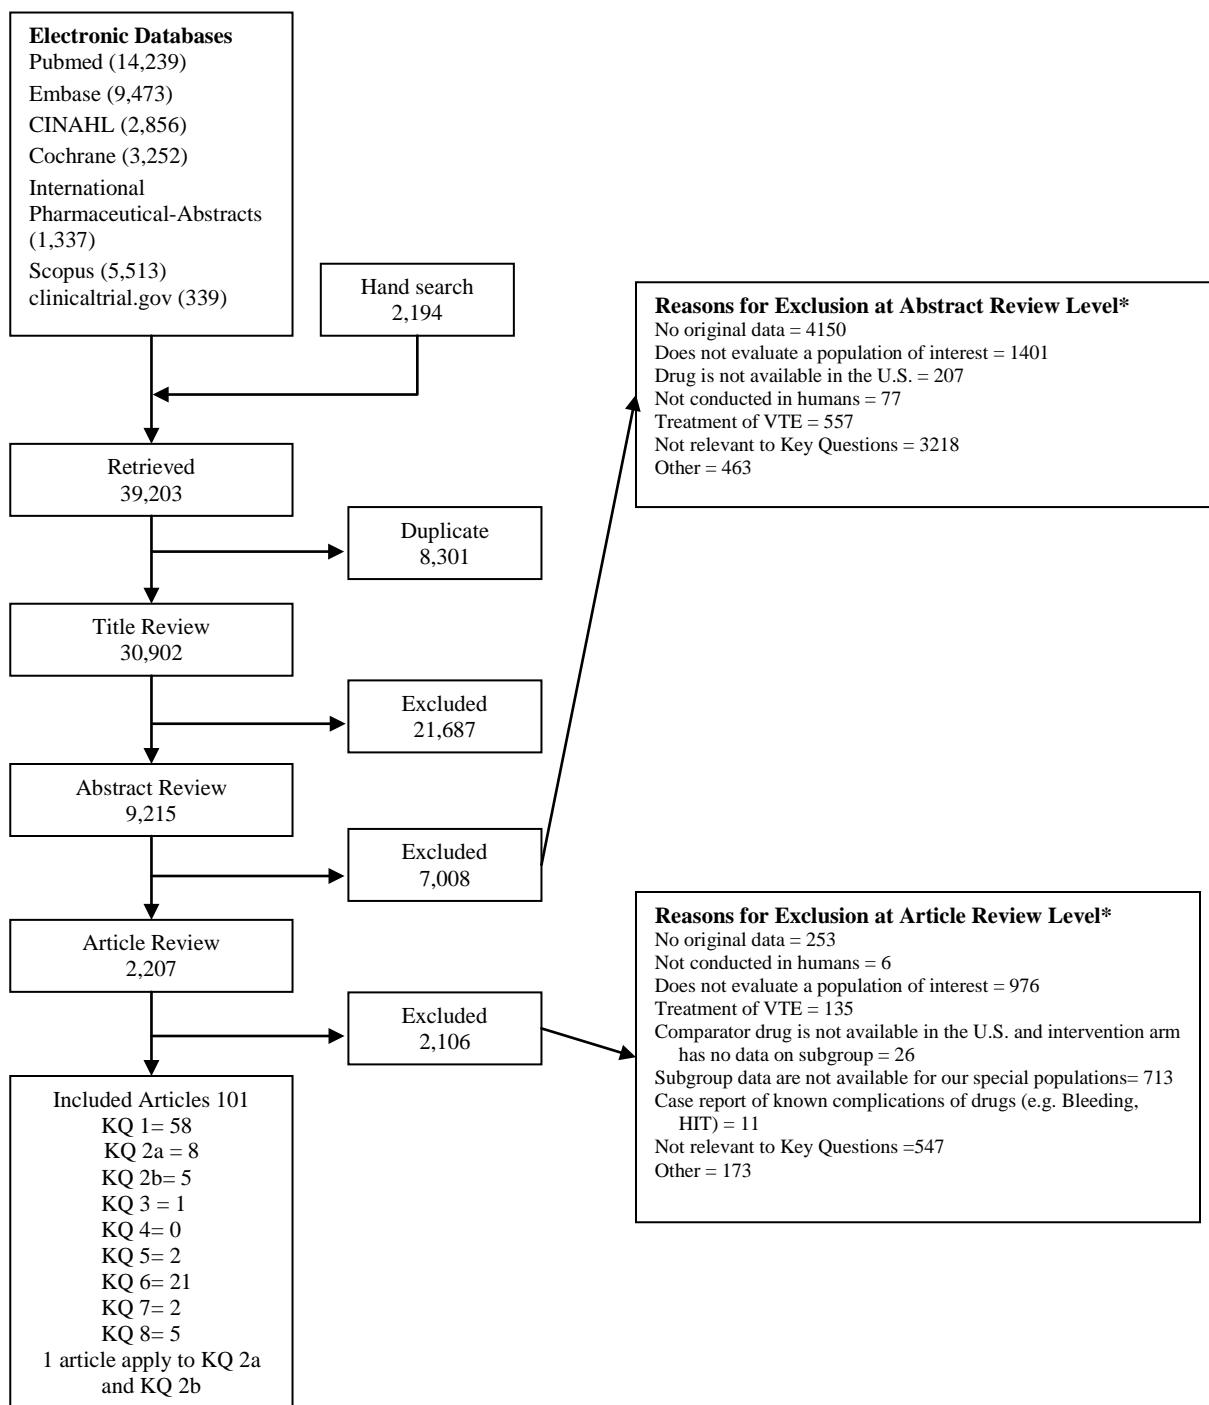 Electronic Databases
Pubmed (14,239)
Embase (9,473)
CINAHL (2,856)
Cochrane (3,252)
International
Pharmaceutical-Abstracts
(1,337)
Scopus (5,513)
clinicaltrial.gov (339)
Hand search
2,194
Retrieved
39,203
Duplicate
8,301
Title Review
30,902
Excluded
21,687
Abstract Review
9,215
Excluded
7,008
Reasons for Exclusion at Abstract Review Level*
No original data = 4150
Does not evaluate a population of interest = 1401
Drug is not available in the U.S. = 207
Not conducted in humans = 77
Treatment of VTE = 557
Not relevant to Key Questions = 3218
Other = 463
Article Review
2,207
Excluded
2,106
Reasons for Exclusion at Article Review Level*
No original data = 253
Not conducted in humans = 6
Does not evaluate a population of interest = 976
Treatment of VTE = 135
Comparator drug is not available in the U.S. and intervention arm
has no data on subgroup = 26
Subgroup data are not available for our special populations= 713
Case report of known complications of drugs (e.g. Bleeding,
HIT) = 11
Not relevant to Key Questions =547
Other = 173
Included Articles 101
KQ 1= 58
KQ 2a = 8
KQ 2b= 5
KQ 3 = 1
KQ 4= 0
KQ 5= 2
KQ 6= 21
KQ 7= 2
KQ 8= 5
1 article apply to KQ 2a
and KQ 2b